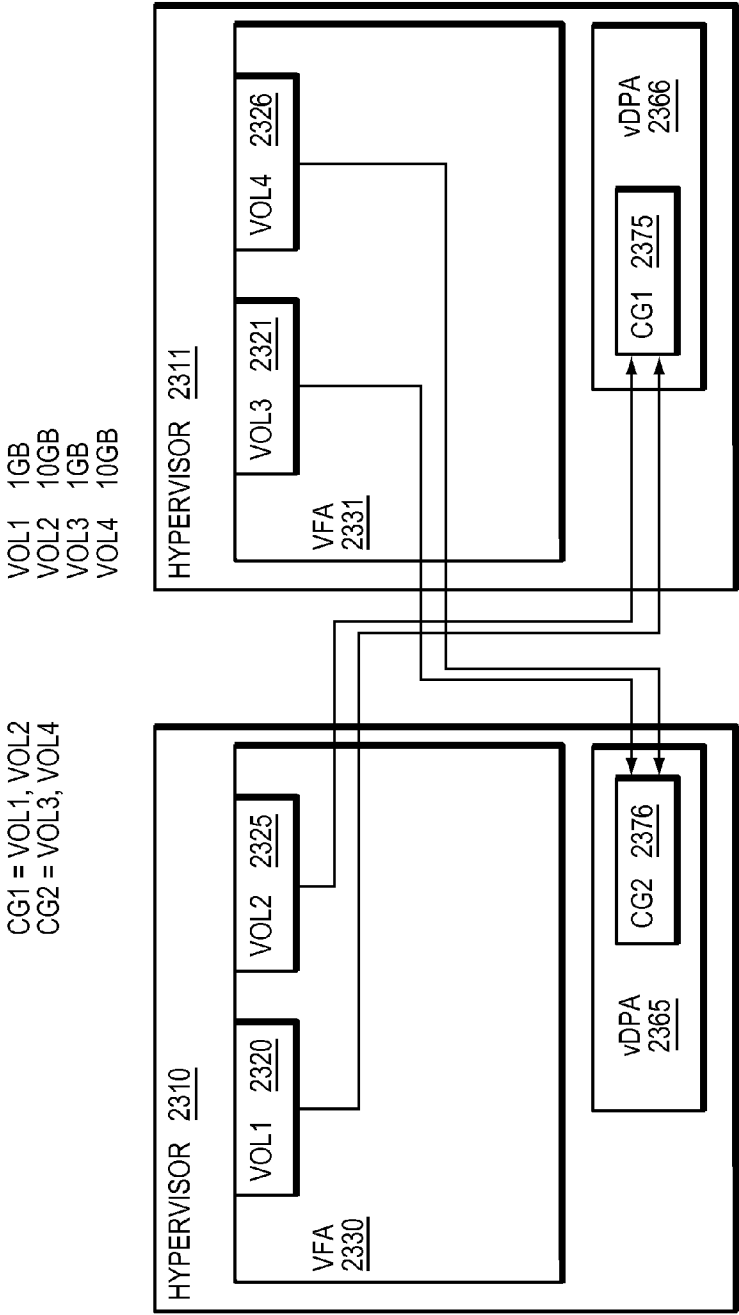 CG1 = VOL1, VOL2
CG2 = VOL3, VOL4
VOL1 1GB
VOL2 10GB
VOL3 1GB
VOL4 10GB
HYPERVISOR 2310
VFA
2330
VOL1 2320
VOL2 2325
vDPA
2365
CG2 2376
HYPERVISOR 2311
VFA
2331
VOL3 2321
VOL4 2326
CG1 2375
vDPA
2366